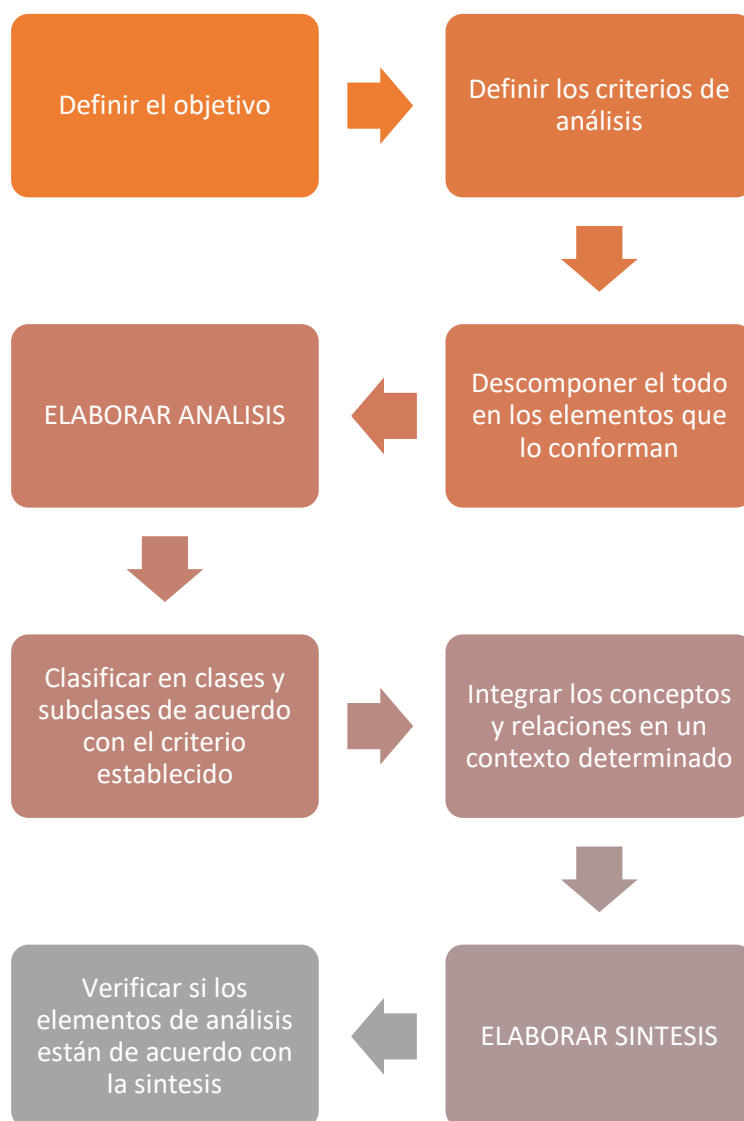 Definir el objetivo
Definir los criterios de
análisis
Descomponer el todo
en los elementos que
lo conforman
ELABORAR ANALISIS
Clasificar en clases y
subclases de acuerdo
con el criterio
establecido
Integrar los conceptos
y relaciones en un
contexto determinado
ELABORAR SINTESIS
Verificar si los
elementos de análisis
están de acuerdo con
la sintesis